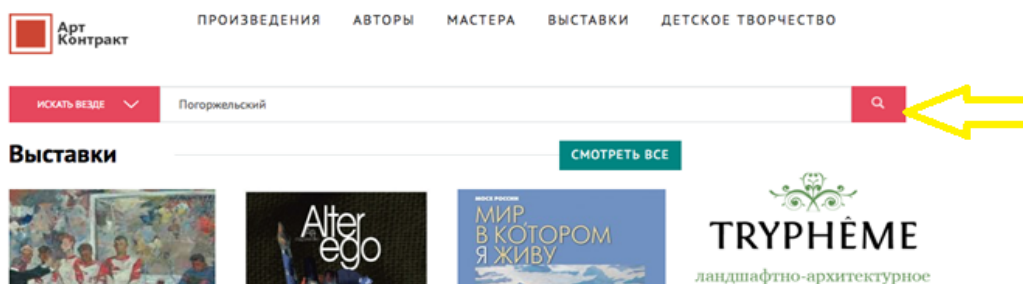 Арт
Контракт
ПРОИЗВЕДЕНИЯ АВТОРЫ МАСТЕРА ВЫСТАВКИ ДЕТСКОЕ ТВОРЧЕСТВО
ИСКАТЬ ВЕЗДЕ Погоржельский
Выставки СМОТРЕТЬ ВСЕ
Alter
ego
МОСХ РОССИИ
МИР
В КОТОРОМ
Я ЖИВУ
TRYPHÊME
ландшафтно-архитектурное